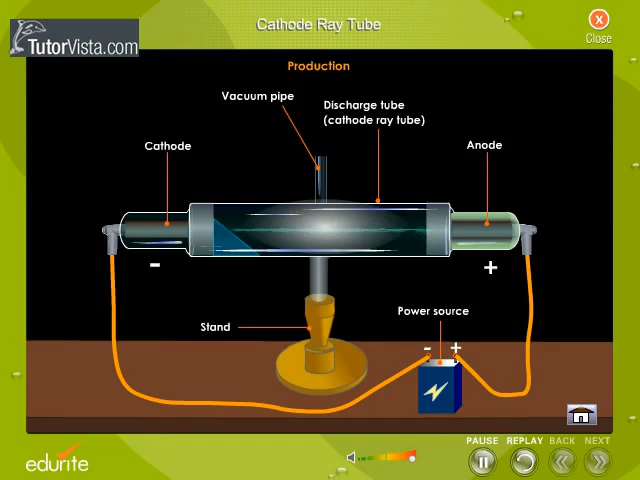 Cathode Ray Tube
X
Close
TutorVista.com
Production
Vacuum pipe
Discharge tube
(cathode ray tube)
Cathode
Anode
-
+
Stand
Power source
- +
PAUSE REPLAY BACK NEXT
edurite